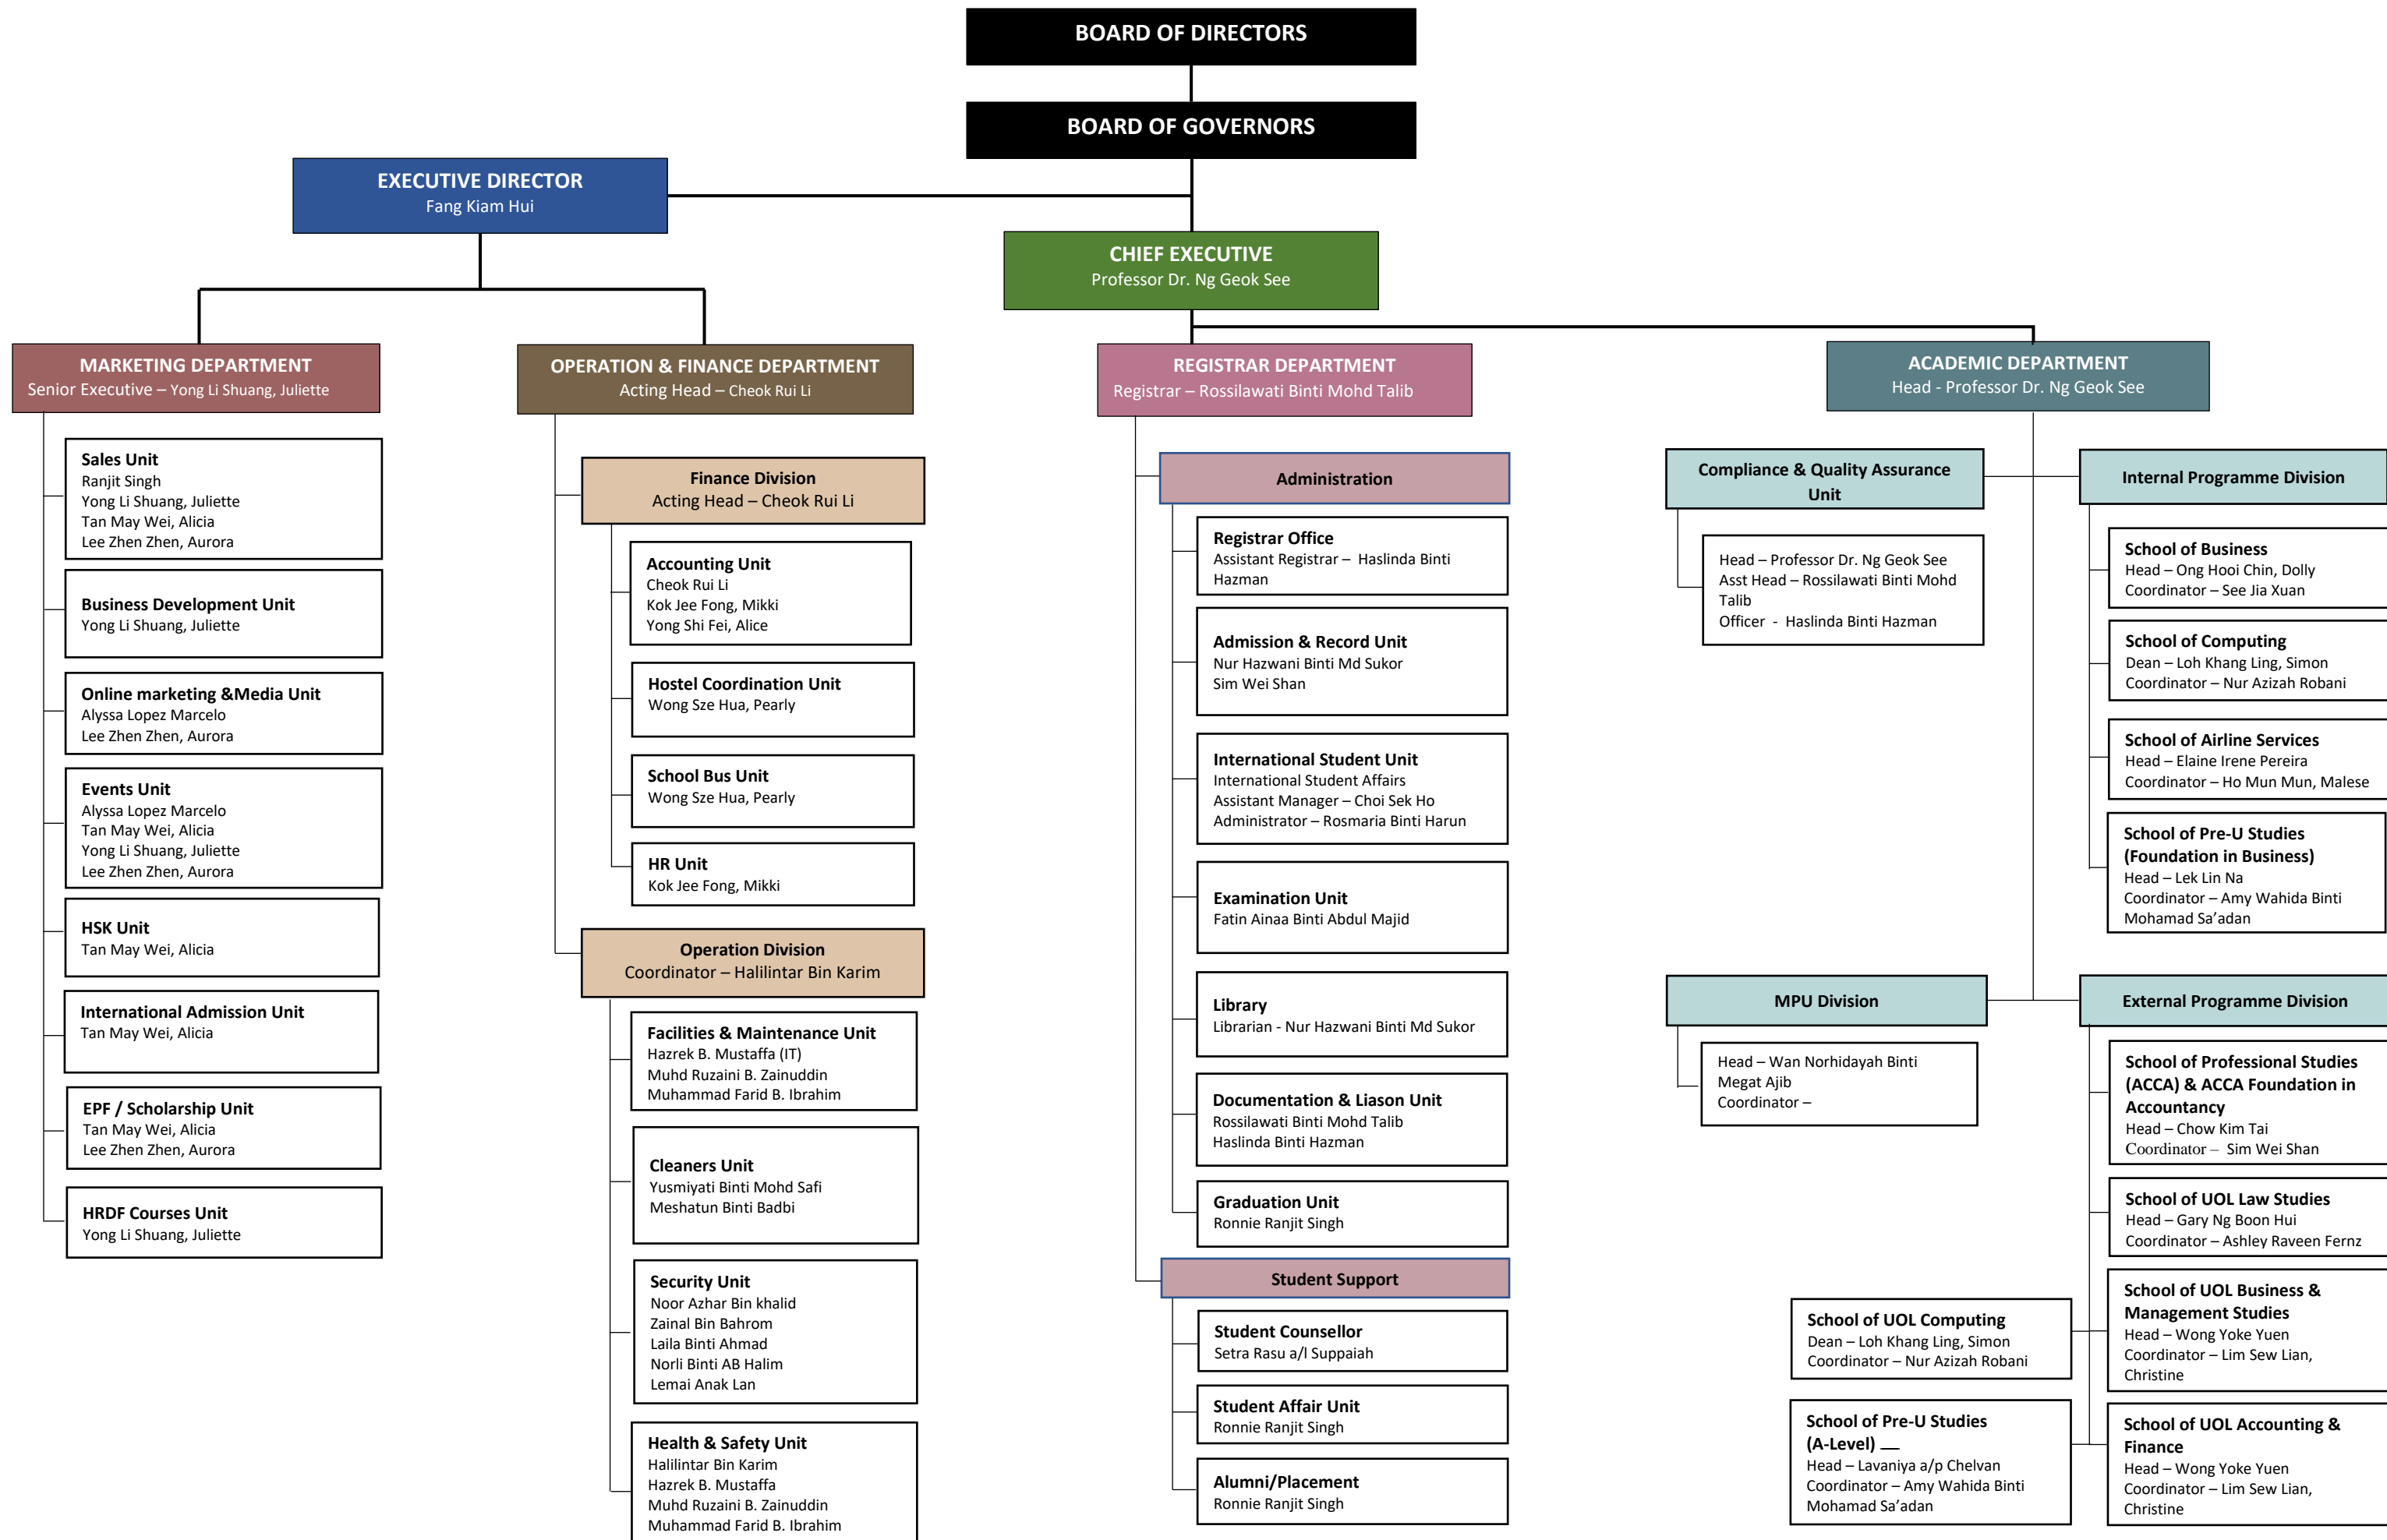 BOARD OF DIRECTORS
BOARD OF GOVERNORS
EXECUTIVE DIRECTOR
Fang Kiam Hui
CHIEF EXECUTIVE
Professor Dr. Ng Geok See
MARKETING DEPARTMENT
Senior Executive – Yong Li Shuang, Juliette
Sales Unit
Ranjit Singh
Yong Li Shuang, Juliette
Tan May Wei, Alicia
Lee Zhen Zhen, Aurora
Business Development Unit
Yong Li Shuang, Juliette
Online marketing &Media Unit
Alyssa Lopez Marcelo
Lee Zhen Zhen, Aurora
Events Unit
Alyssa Lopez Marcelo
Tan May Wei, Alicia
Yong Li Shuang, Juliette
Lee Zhen Zhen, Aurora
HSK Unit
Tan May Wei, Alicia
International Admission Unit
Tan May Wei, Alicia
EPF / Scholarship Unit
Tan May Wei, Alicia
Lee Zhen Zhen, Aurora
HRDF Courses Unit
Yong Li Shuang, Juliette
OPERATION & FINANCE DEPARTMENT
Acting Head – Cheok Rui Li
Finance Division
Acting Head – Cheok Rui Li
Accounting Unit
Cheok Rui Li
Kok Jee Fong, Mikki
Yong Shi Fei, Alice
Hostel Coordination Unit
Wong Sze Hua, Pearly
School Bus Unit
Wong Sze Hua, Pearly
HR Unit
Kok Jee Fong, Mikki
Operation Division
Coordinator – Halilintar Bin Karim
Facilities & Maintenance Unit
Hazrek B. Mustaffa (IT)
Muhd Ruzaini B. Zainuddin
Muhammad Farid B. Ibrahim
Cleaners Unit
Yusmiyati Binti Mohd Safi
Meshatun Binti Badbi
Security Unit
Noor Azhar Bin khalid
Zainal Bin Bahrom
Laila Binti Ahmad
Norli Binti AB Halim
Lemai Anak Lan
Health & Safety Unit
Halilintar Bin Karim
Hazrek B. Mustaffa
Muhd Ruzaini B. Zainuddin
Muhammad Farid B. Ibrahim
REGISTRAR DEPARTMENT
Registrar – Rossilawati Binti Mohd Talib
Administration
Registrar Office
Assistant Registrar – Haslinda Binti
Hazman
Admission & Record Unit
Nur Hazwani Binti Md Sukor
Sim Wei Shan
International Student Unit
International Student Affairs
Assistant Manager – Choi Sek Ho
Administrator – Rosmaria Binti Harun
Examination Unit
Fatin Ainaa Binti Abdul Majid
Library
Librarian - Nur Hazwani Binti Md Sukor
Documentation & Liason Unit
Rossilawati Binti Mohd Talib
Haslinda Binti Hazman
Graduation Unit
Ronnie Ranjit Singh
Student Support
Student Counsellor
Setra Rasu a/l Suppaiah
Student Affair Unit
Ronnie Ranjit Singh
Alumni/Placement
Ronnie Ranjit Singh
ACADEMIC DEPARTMENT
Head - Professor Dr. Ng Geok See
Compliance & Quality Assurance
Unit
Head – Professor Dr. Ng Geok See
Asst Head – Rossilawati Binti Mohd
Talib
Officer - Haslinda Binti Hazman
Internal Programme Division
School of Business
Head – Ong Hooi Chin, Dolly
Coordinator – See Jia Xuan
School of Computing
Dean – Loh Khang Ling, Simon
Coordinator – Nur Azizah Robani
School of Airline Services
Head – Elaine Irene Pereira
Coordinator – Ho Mun Mun, Malese
School of Pre-U Studies
(Foundation in Business)
Head – Lek Lin Na
Coordinator – Amy Wahida Binti
Mohamad Sa’adan
MPU Division
Head – Wan Norhidayah Binti
Megat Ajib
Coordinator –
External Programme Division
School of Professional Studies
(ACCA) & ACCA Foundation in
Accountancy
Head – Chow Kim Tai
Coordinator – Sim Wei Shan
School of UOL Law Studies
Head – Gary Ng Boon Hui
Coordinator – Ashley Raveen Fernz
School of UOL Business &
Management Studies
Head – Wong Yoke Yuen
Coordinator – Lim Sew Lian,
Christine
School of UOL Computing
Dean – Loh Khang Ling, Simon
Coordinator – Nur Azizah Robani
School of UOL Accounting &
Finance
Head – Wong Yoke Yuen
Coordinator – Lim Sew Lian,
Christine
School of Pre-U Studies
(A-Level)
Head – Lavaniya a/p Chelvan
Coordinator – Amy Wahida Binti
Mohamad Sa’adan